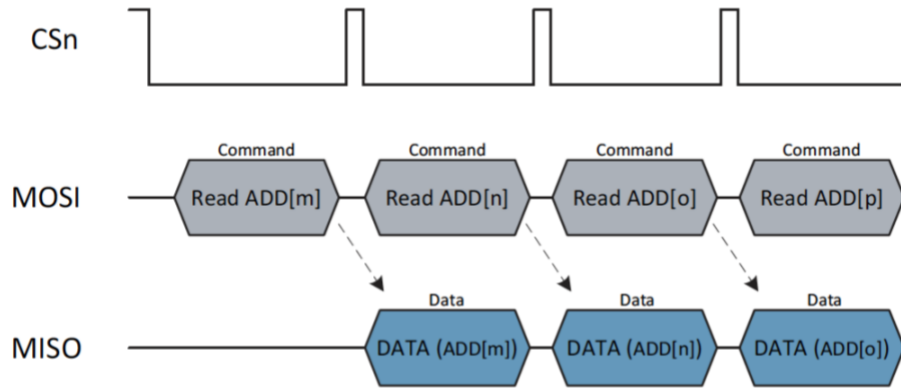 CSn
Command
Command
Command
Command
MOSI
Read ADD[m]
Read ADD[n]
Read ADD[o]
Read ADD[p]
Data
Data
Data
MISO
DATA (ADD[m])
DATA (ADD[n])
DATA (ADD[o])